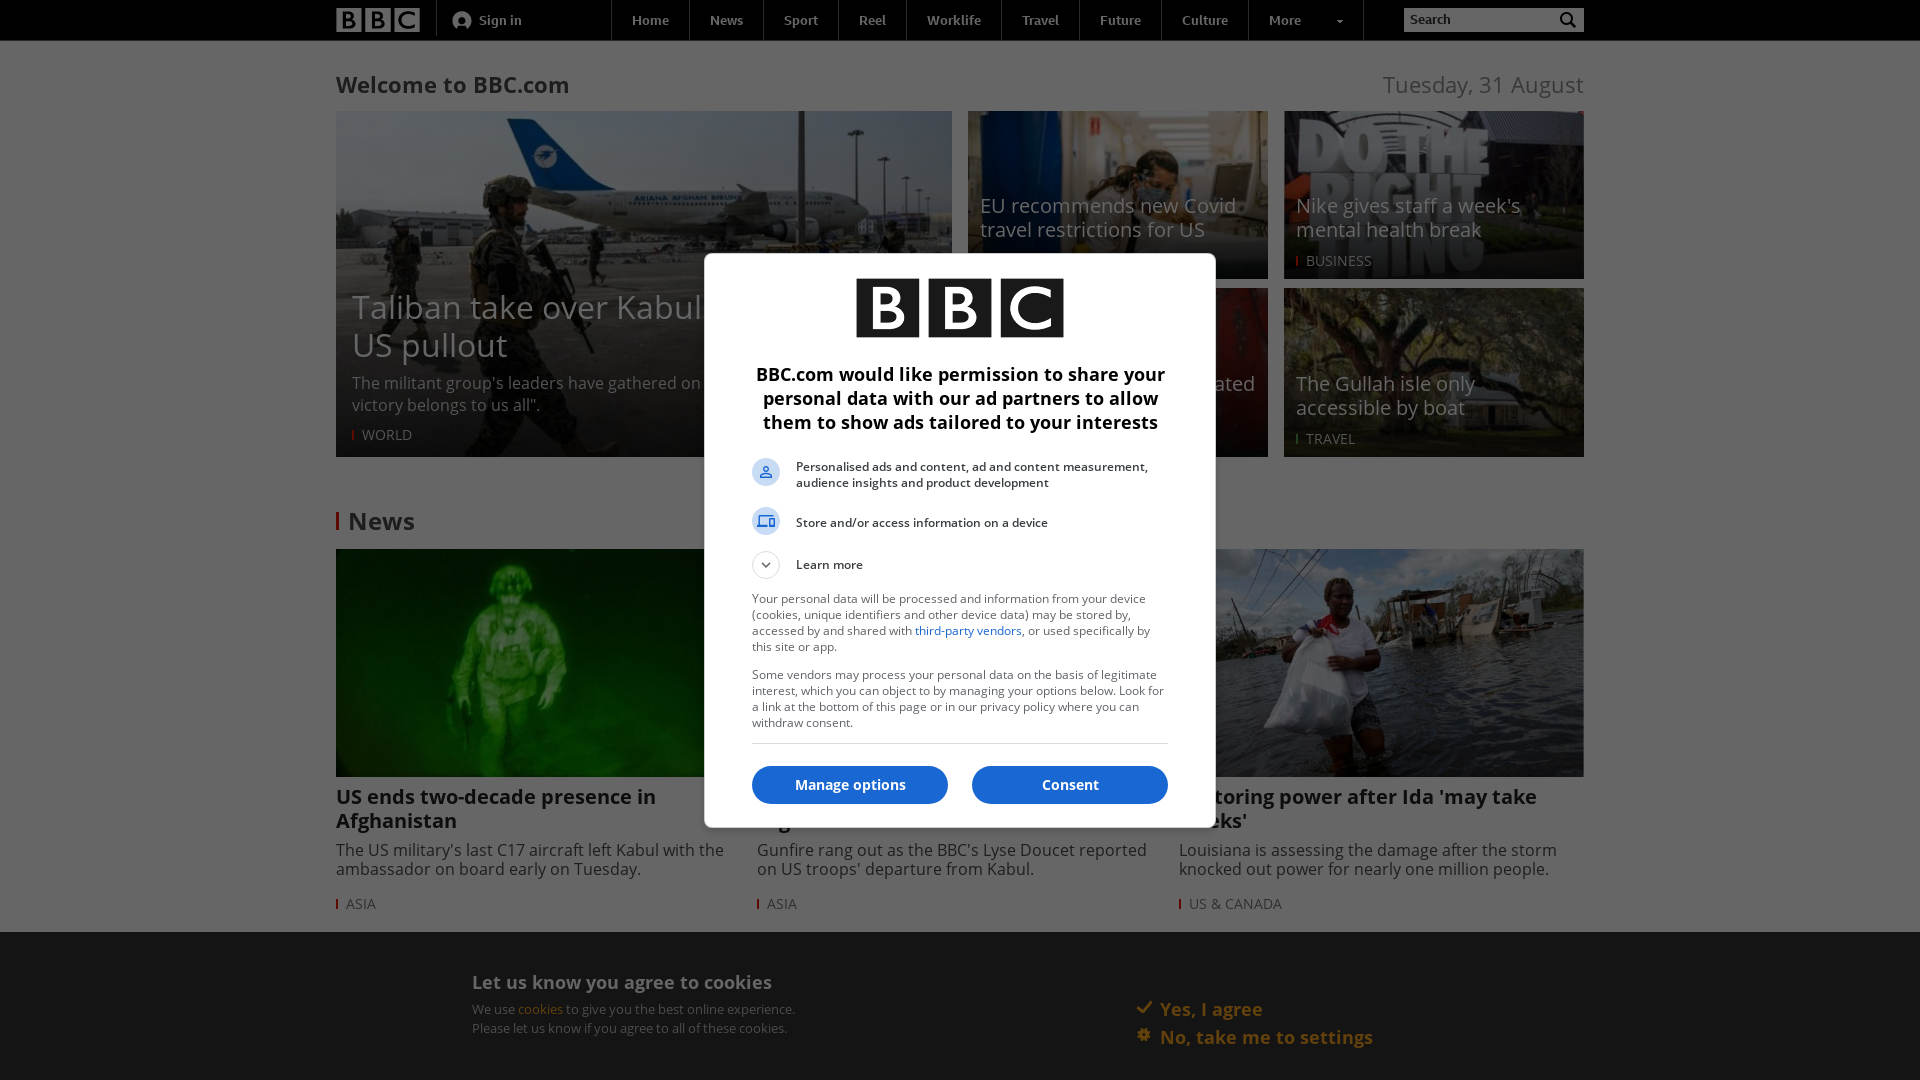 BBC
Sign in
Home
News
Sport
Reel
Worklife
Travel
Future
Culture
More
Search
Welcome to BBC.com
Tuesday, 31 August
ARIANA AFGHAN AIRLINES
Taliban take over Kabul
US pullout
The militant group's leaders have gathered on
victory belongs to us all".
WORLD
EU recommends new Covid
travel restrictions for US
DO THE
RIGHT
THING
Nike gives staff a week's
mental health break
BUSINESS
The Gullah isle only
accessible by boat
TRAVEL
BBC
BBC.com would like permission to share your
personal data with our ad partners to allow
them to show ads tailored to your interests
Personalised ads and content, ad and content measurement,
audience insights and product development
Store and/or access information on a device
Learn more
Your personal data will be processed and information from your device
(cookies, unique identifiers and other device data) may be stored by,
accessed by and shared with third-party vendors, or used specifically by
this site or app.
Some vendors may process your personal data on the basis of legitimate
interest, which you can object to by managing your options below. Look for
a link at the bottom of this page or in our privacy policy where you can
withdraw consent.
Manage options
Consent
News
US ends two-decade presence in
Afghanistan
The US military's last C17 aircraft left Kabul with the
ambassador on board early on Tuesday.
ASIA
Gunfire rang out as the BBC's Lyse Doucet reported
on US troops' departure from Kabul.
ASIA
toring power after Ida 'may take
eks'
Louisiana is assessing the damage after the storm
knocked out power for nearly one million people.
US & CANADA
Let us know you agree to cookies
We use cookies to give you the best online experience.
Please let us know if you agree to all of these cookies.
Yes, I agree
No, take me to settings